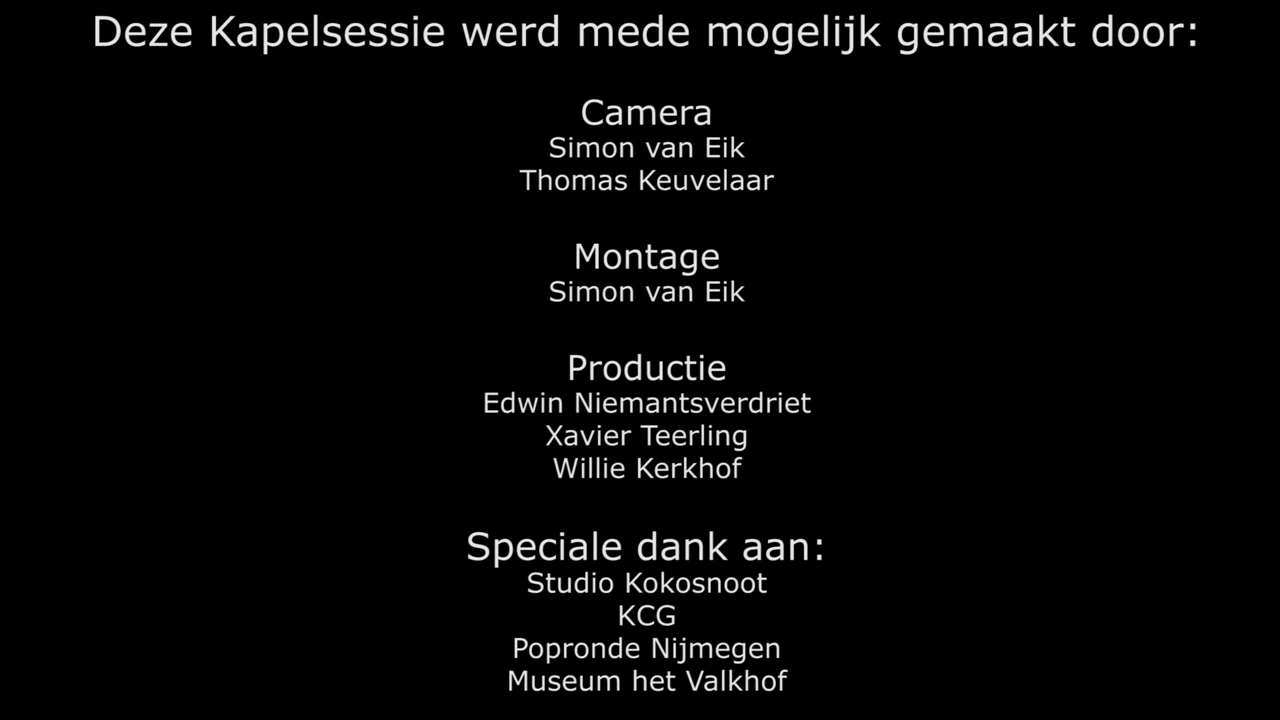 Deze Kapelsessie werd mede mogelijk gemaakt door:
Camera
Simon van Eik
Thomas Keuvelaar
Montage
Simon van Eik
Productie
Edwin Niemantsverdriet
Xavier Teerling
Willie Kerkhof
Speciale dank aan:
Studio Kokosnoot
KCG
Popronde Nijmegen
Museum het Valkhof